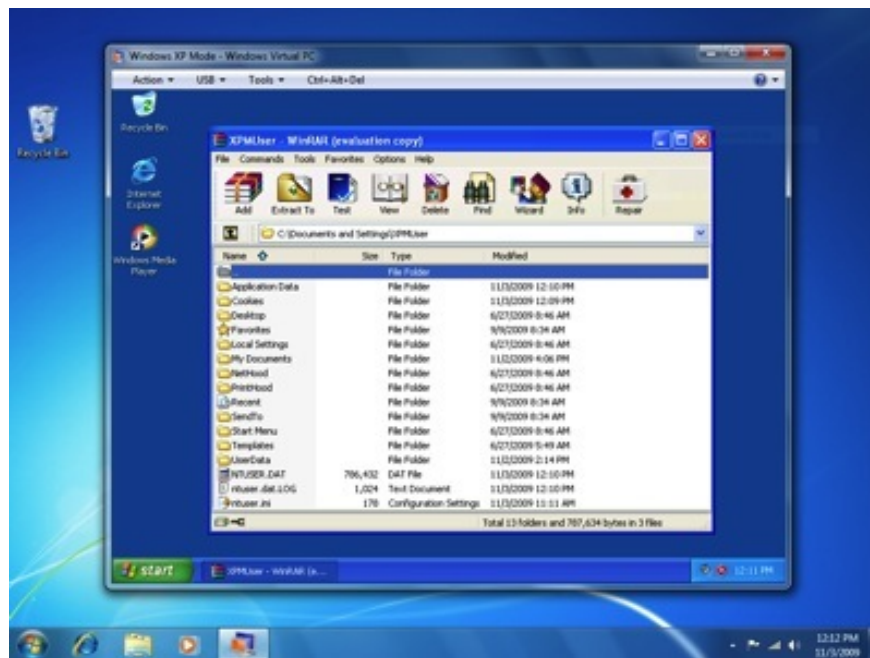 Windows XP Mode - Windows Virtual PC
Action USB Tools Ctrl+Alt+Del
Recycle Bin
Recycle Bin
Internet Explorer
Windows Media Player
XPMUser - WinRAR (evaluation copy)
File Commands Tools Favorites Options Help
Add Extract To Test View Delete Find Wizard Info Repair
C:\Documents and Settings\XPMUser
Name Size Type Modified
.. File Folder
Application Data File Folder 11/3/2009 12:10 PM
Cookies File Folder 11/3/2009 12:09 PM
Desktop File Folder 6/27/2009 8:46 AM
Favorites File Folder 9/9/2009 8:34 AM
Local Settings File Folder 6/27/2009 8:46 AM
My Documents File Folder 11/2/2009 4:06 PM
NetHood File Folder 6/27/2009 8:46 AM
PrintHood File Folder 6/27/2009 8:46 AM
Recent File Folder 9/9/2009 8:34 AM
SendTo File Folder 9/9/2009 8:34 AM
Start Menu File Folder 6/27/2009 8:46 AM
Templates File Folder 6/27/2009 5:49 AM
UserData File Folder 11/2/2009 2:14 PM
NTUSER.DAT 786,432 DAT File 11/3/2009 12:10 PM
ntuser.dat.LOG 1,024 Text Document 11/3/2009 12:10 PM
ntuser.ini 178 Configuration Settings 11/3/2009 11:11 AM
Total 13 folders and 787,634 bytes in 3 files
start XPMUser - WinRAR (e... 12:11 PM
12:12 PM
11/3/2009